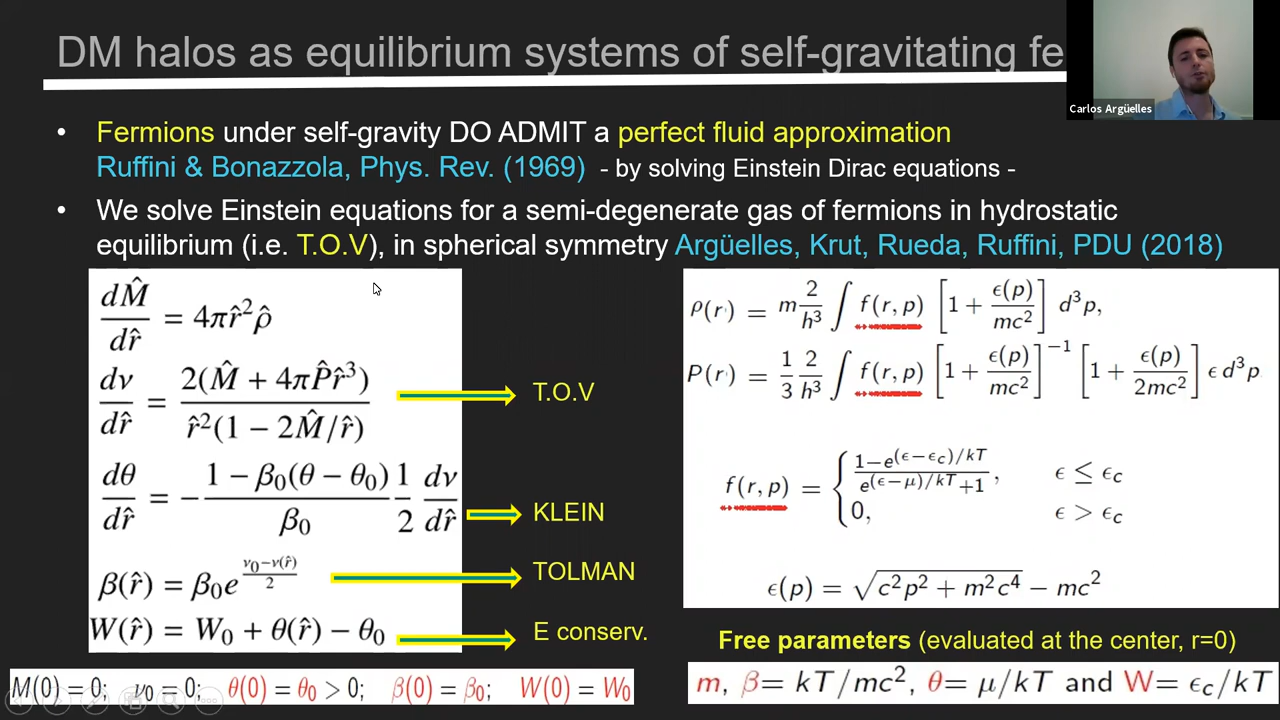 DM halos as equilibrium systems of self-gravitating fe
Carlos Argüelles
• Fermions under self-gravity DO ADMIT a perfect fluid approximation
Ruffini & Bonazzola, Phys. Rev. (1969) - by solving Einstein Dirac equations -
• We solve Einstein equations for a semi-degenerate gas of fermions in hydrostatic
equilibrium (i.e. T.O.V), in spherical symmetry Argüelles, Krut, Rueda, Ruffini, PDU (2018)
dM̂/dr̂ = 4πr̂²ρ̂
dν/dr̂ = 2(M̂ + 4πP̂r̂³) / r̂²(1 − 2M̂/r̂)
T.O.V
dθ/dr̂ = − (1 − β₀(θ − θ₀))/β₀ 1/2 dν/dr̂
KLEIN
β(r̂) = β₀e^((ν₀−ν(r̂))/2)
TOLMAN
W(r̂) = W₀ + θ(r̂) − θ₀
E conserv.
M(0) = 0; ν₀ = 0; θ(0) = θ₀ > 0; β(0) = β₀; W(0) = W₀
ρ(r) = m 2/h³ ∫ f(r, p) [1 + ϵ(p)/mc²] d³p,
P(r) = 1/3 2/h³ ∫ f(r, p) [1 + ϵ(p)/mc²]⁻¹ [1 + ϵ(p)/2mc²] ϵ d³p
f(r, p) = { (1−e^((ϵ−ϵc)/kT))/(e^((ϵ−μ)/kT)+1), ϵ ≤ ϵc
0, ϵ > ϵc
ϵ(p) = √(c²p² + m²c⁴) − mc²
Free parameters (evaluated at the center, r=0)
m, β= kT/mc², θ= μ/kT and W= ϵc/kT